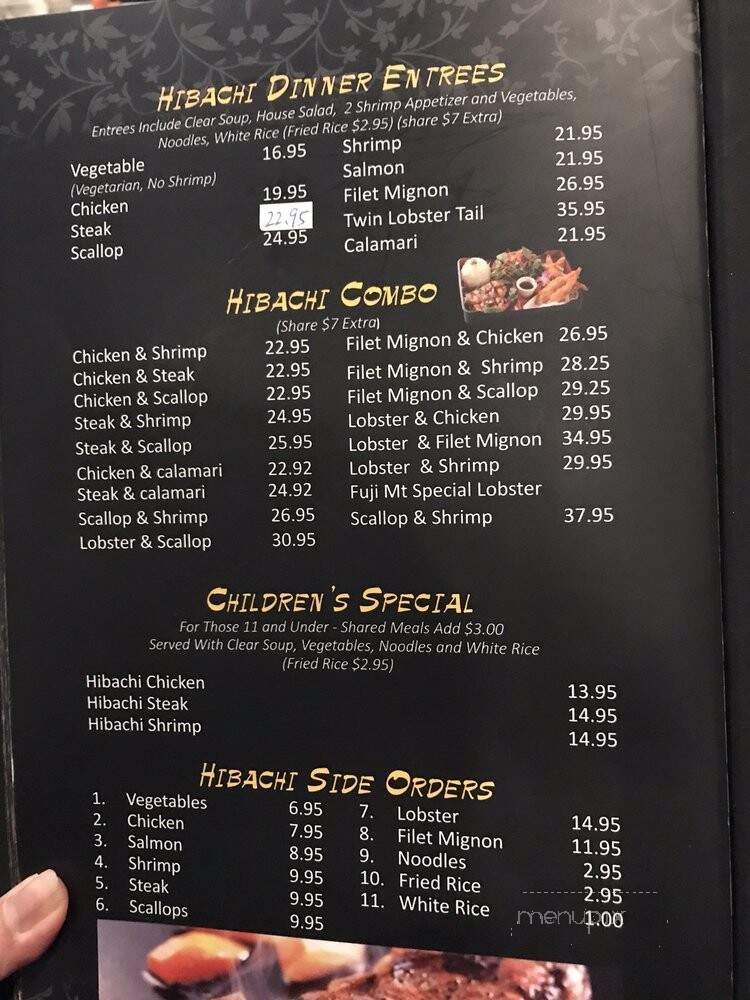 HIBACHI DINNER ENTREES
Entrees Include Clear Soup, House Salad, 2 Shrimp Appetizer and Vegetables,
Noodles, White Rice (Fried Rice $2.95) (share $7 Extra)
Vegetable 16.95
(Vegetarian, No Shrimp)
Chicken 19.95
Steak 22.95
Scallop 24.95
Shrimp 21.95
Salmon 21.95
Filet Mignon 26.95
Twin Lobster Tail 35.95
Calamari 21.95
HIBACHI COMBO
(Share $7 Extra)
Chicken & Shrimp 22.95
Chicken & Steak 22.95
Chicken & Scallop 22.95
Steak & Shrimp 24.95
Steak & Scallop 25.95
Chicken & calamari 22.92
Steak & calamari 24.92
Scallop & Shrimp 26.95
Lobster & Scallop 30.95
Filet Mignon & Chicken 26.95
Filet Mignon & Shrimp 28.25
Filet Mignon & Scallop 29.25
Lobster & Chicken 29.95
Lobster & Filet Mignon 34.95
Lobster & Shrimp 29.95
Fuji Mt Special Lobster
Scallop & Shrimp 37.95
CHILDREN'S SPECIAL
For Those 11 and Under - Shared Meals Add $3.00
Served With Clear Soup, Vegetables, Noodles and White Rice
(Fried Rice $2.95)
Hibachi Chicken 13.95
Hibachi Steak 14.95
Hibachi Shrimp 14.95
HIBACHI SIDE ORDERS
1. Vegetables 6.95
2. Chicken 7.95
3. Salmon 8.95
4. Shrimp 9.95
5. Steak 9.95
6. Scallops 9.95
7. Lobster 14.95
8. Filet Mignon 11.95
9. Noodles 2.95
10. Fried Rice 2.95
11. White Rice 1.00